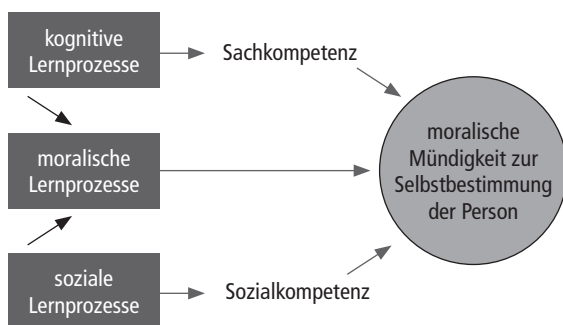 kognitive
Lernprozesse
Sachkompetenz
moralische
Lernprozesse
moralische
Mündigkeit zur
Selbstbestimmung
der Person
soziale
Lernprozesse
Sozialkompetenz